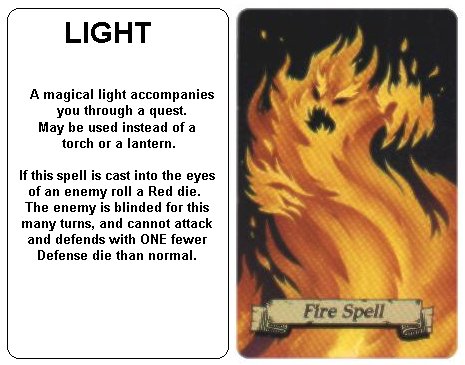 LIGHT
A magical light accompanies
you through a quest.
May be used instead of a
torch or a lantern.
If this spell is cast into the eyes
of an enemy roll a Red die.
The enemy is blinded for this
many turns, and cannot attack
and defends with ONE fewer
Defense die than normal.
Fire Spell